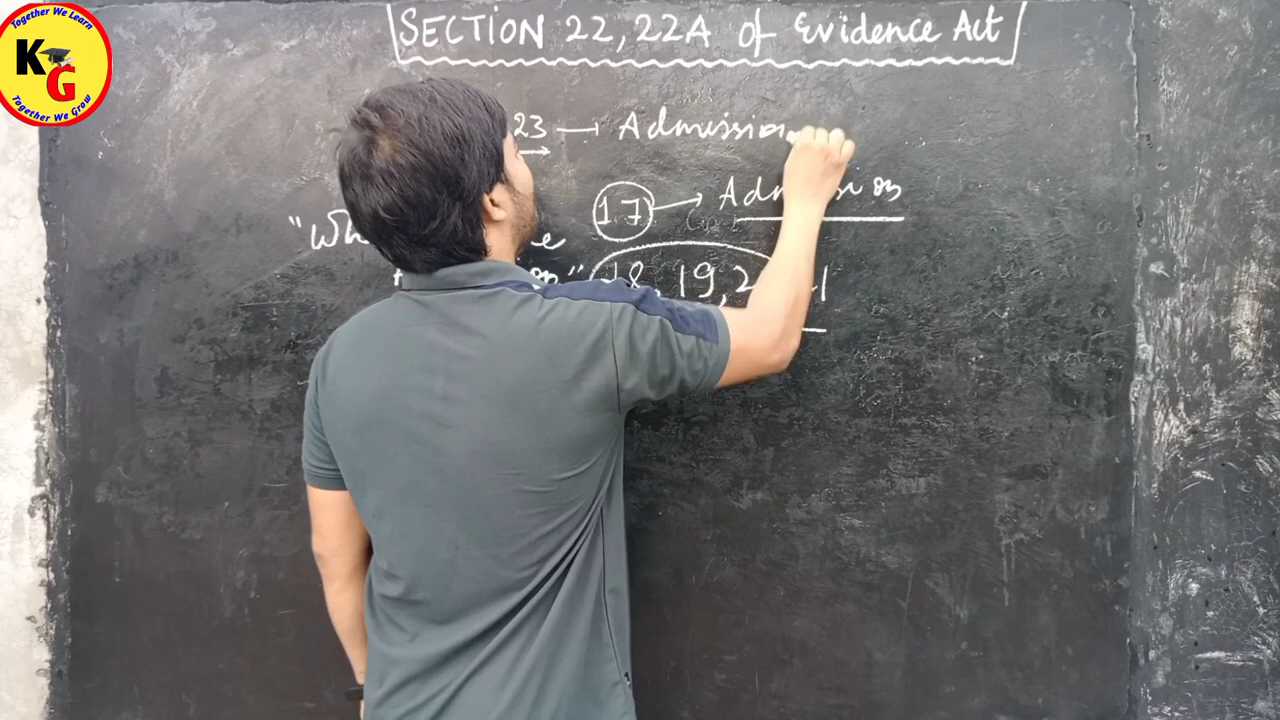 Together We Learn
KG
Together We Grow
SECTION 22, 22A of Evidence Act
23 → Admission
17 → Admission
18, 19, 2